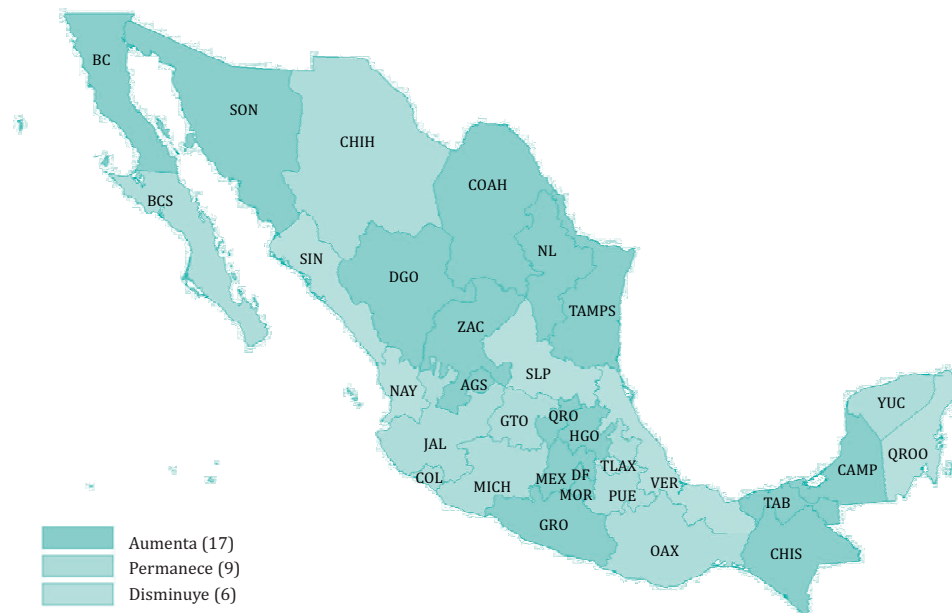 BC
SON
CHIH
COAH
BCS
NL
SIN
DGO
TAMPS
ZAC
SLP
AGS
NAY
YUC
QRO
GTO
HGO
JAL
QROO
TLAX
CAMP
COL
MICH
MEX
DF
VER
MOR
PUE
TAB
GRO
OAX
CHIS
Aumenta (17)
Permanece (9)
Disminuye (6)